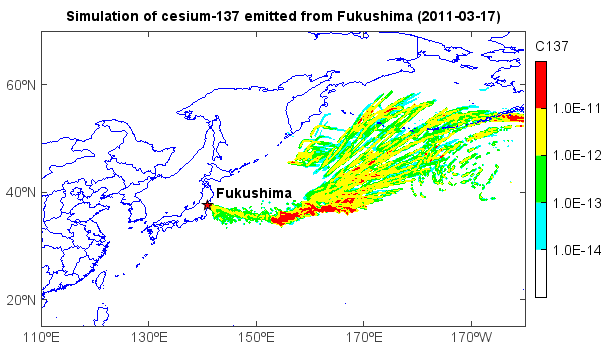 Simulation of cesium-137 emitted from Fukushima (2011-03-17)
C137
60ºN
1.0E-11
1.0E-12
40ºN
Fukushima
1.0E-13
1.0E-14
20ºN
110ºE 130ºE 150ºE 170ºE 170ºW